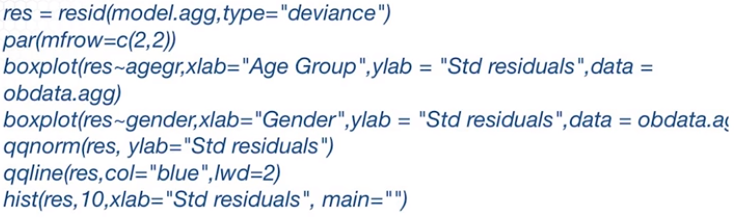 res = resid(model.agg,type="deviance")
par(mfrow=c(2,2))
boxplot(res~agegr,xlab="Age Group",ylab = "Std residuals",data =
obdata.agg)
boxplot(res~gender,xlab="Gender",ylab = "Std residuals",data = obdata.ag
qqnorm(res, ylab="Std residuals")
qqline(res,col="blue",lwd=2)
hist(res,10,xlab="Std residuals", main="")